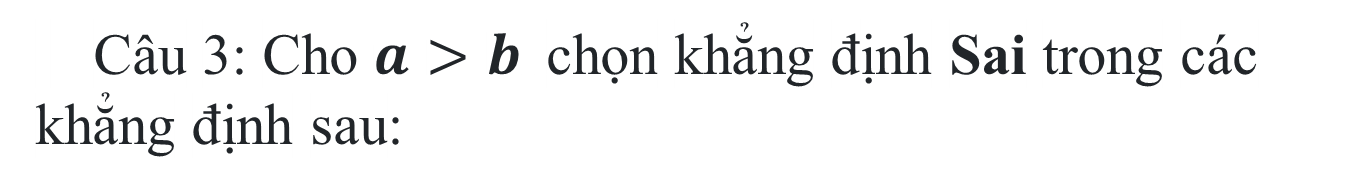 Câu 3: Cho a > b chọn khẳng định Sai trong các
khẳng định sau: